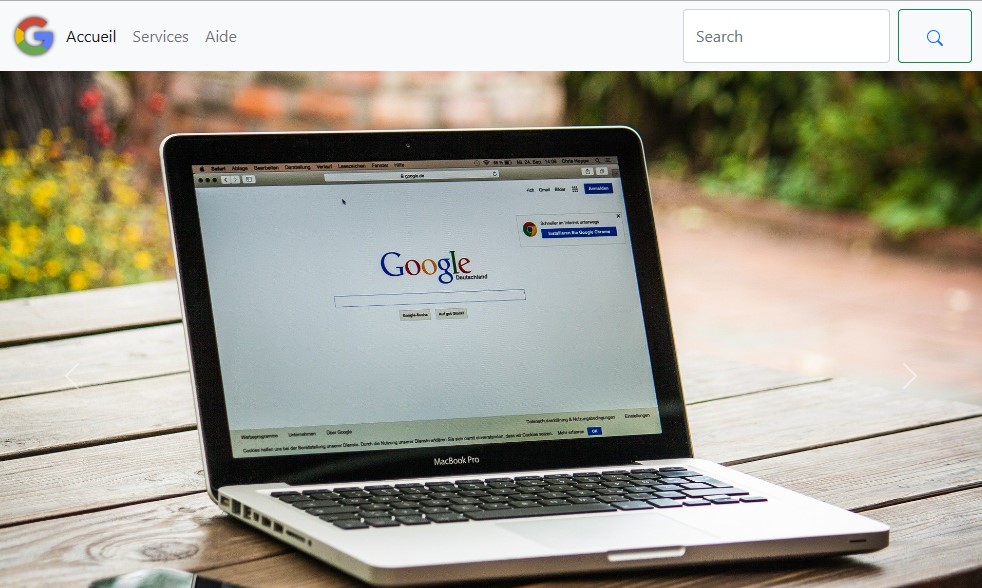 Accueil Services Aide Search
Safari Ablage Bearbeiten Darstellung Verlauf Lesezeichen Fenster Hilfe
google.de
Gmail Bilder Anmelden
Schneller im Internet unterwegs
Installieren Sie Google Chrome
Google
Deutschland
Google-Suche Auf gut Glück!
Datenschutzerklärung & Nutzungsbedingungen Einstellungen
Werbeprogramme Unternehmen Über Google
Cookies helfen uns bei der Bereitstellung unserer Dienste. Durch die Nutzung unserer Dienste erklären Sie sich damit einverstanden, dass wir Cookies setzen. Mehr erfahren OK
MacBook Pro